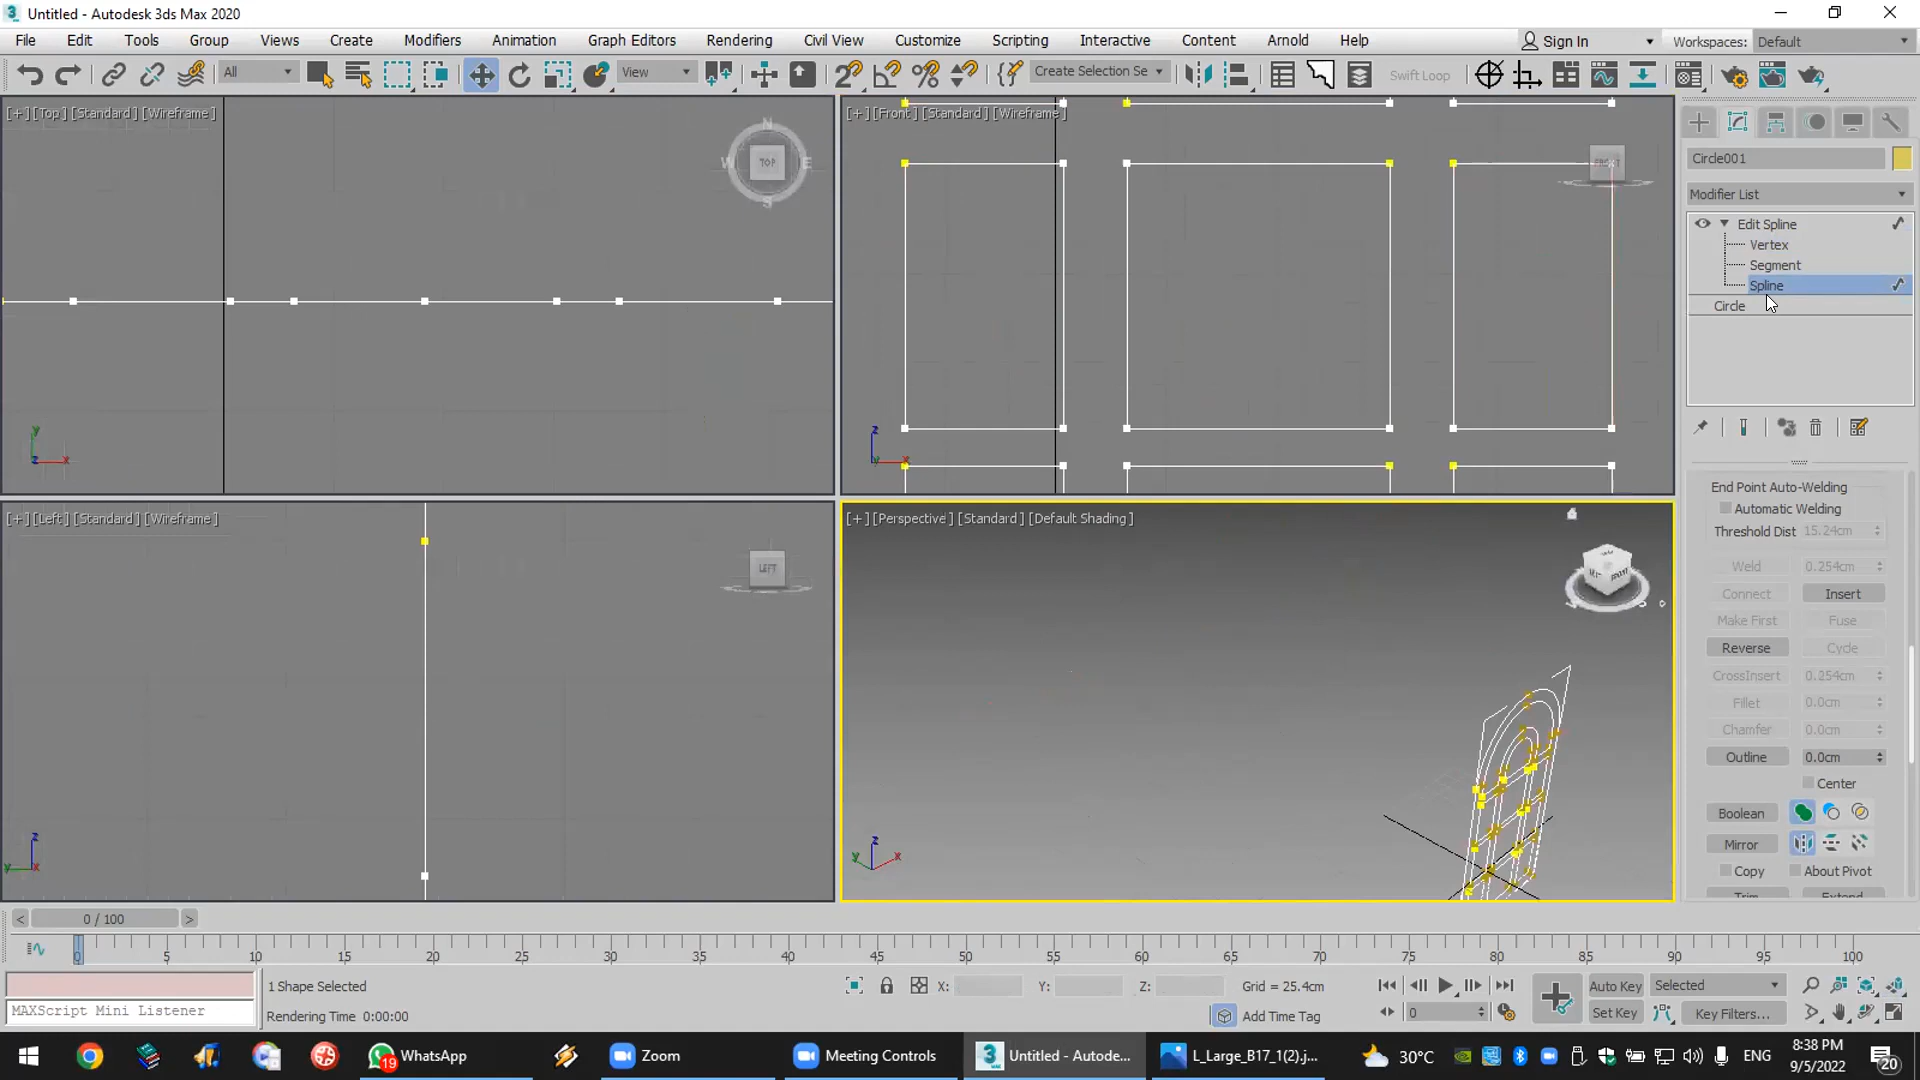 Untitled - Autodesk 3ds Max 2020
File Edit Tools Group Views Create Modifiers Animation Graph Editors Rendering Civil View Customize Scripting Interactive Content Arnold Help Sign In Workspaces: Default
All View Create Selection Se Swift Loop
[+] [Top] [Standard] [Wireframe]
N
W TOP E
S
y
z x
[+] [Front] [Standard] [Wireframe]
z
y x
[+] [Left] [Standard] [Wireframe]
LEFT
z
y x
[+] [Perspective] [Standard] [Default Shading]
z
y x
Circle001
Modifier List
Edit Spline
Vertex
Segment
Spline
Circle
End Point Auto-Welding
Automatic Welding
Threshold Dist 15.24cm
Weld 0.254cm
Connect Insert
Make First Fuse
Reverse Cycle
CrossInsert 0.254cm
Fillet 0.0cm
Chamfer 0.0cm
Outline 0.0cm
Center
Boolean
Mirror
Copy About Pivot
Trim Extend
< 0 / 100 >
0 5 10 15 20 25 30 35 40 45 50 55 60 65 70 75 80 85 90 95 100
1 Shape Selected X: Y: Z: Grid = 25.4cm Auto Key Selected
MAXScript Mini Listener Rendering Time 0:00:00 Add Time Tag 0 Set Key Key Filters...
19 WhatsApp Zoom Meeting Controls Untitled - Autode... L_Large_B17_1(2).j... 30°C ENG 8:38 PM
9/5/2022 20